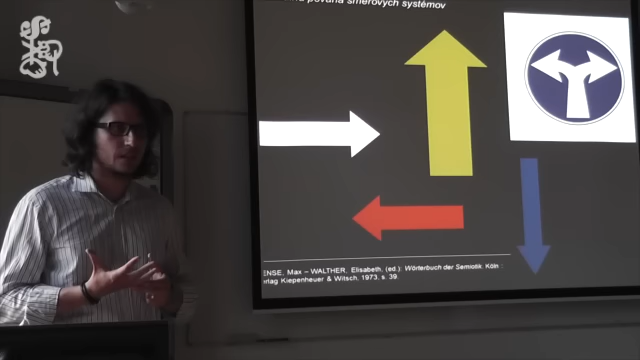 povaha smerových systémov
ENSE, Max – WALTHER, Elisabeth, (ed.): Wörterbuch der Semiotik. Köln :
rlag Kiepenheuer & Witsch, 1973. s. 39.